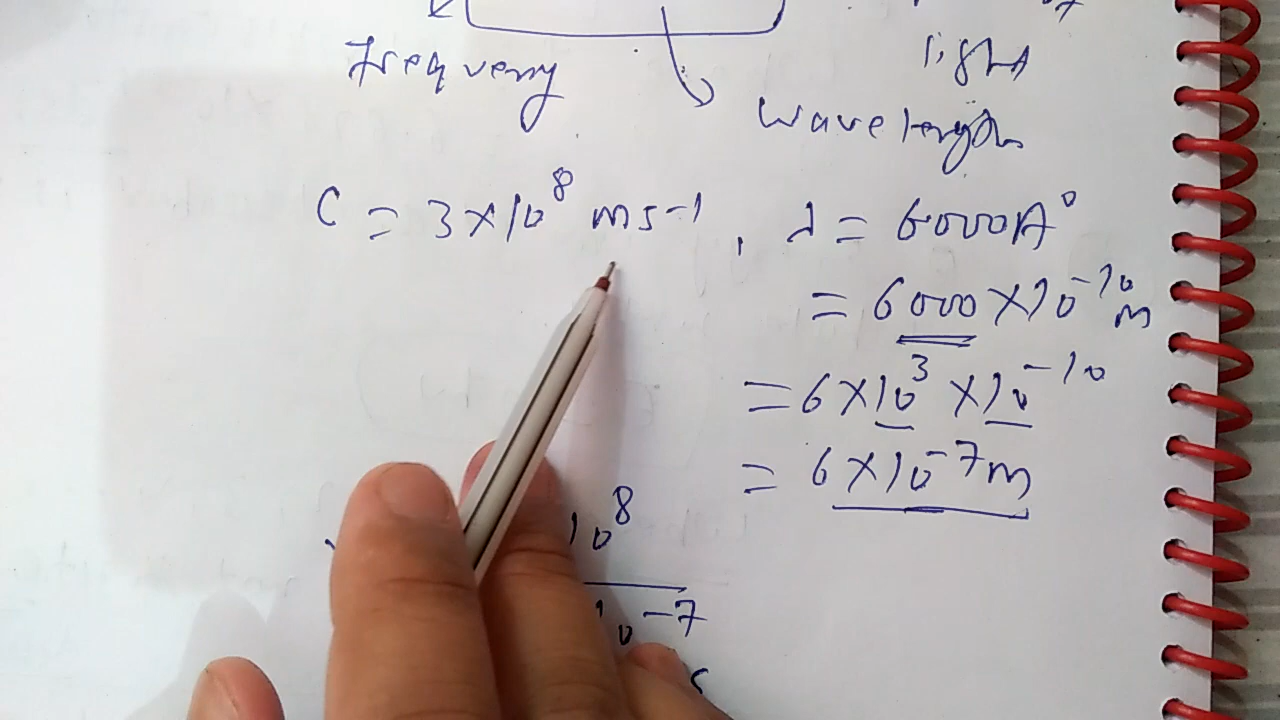 light
Frequency
wavelength
C = 3×10⁸ ms⁻¹, λ = 6000A°
= 6000×10⁻¹⁰ m
= 6×10³ ×10⁻¹⁰
= 6×10⁻⁷m
10⁸
10⁻⁷